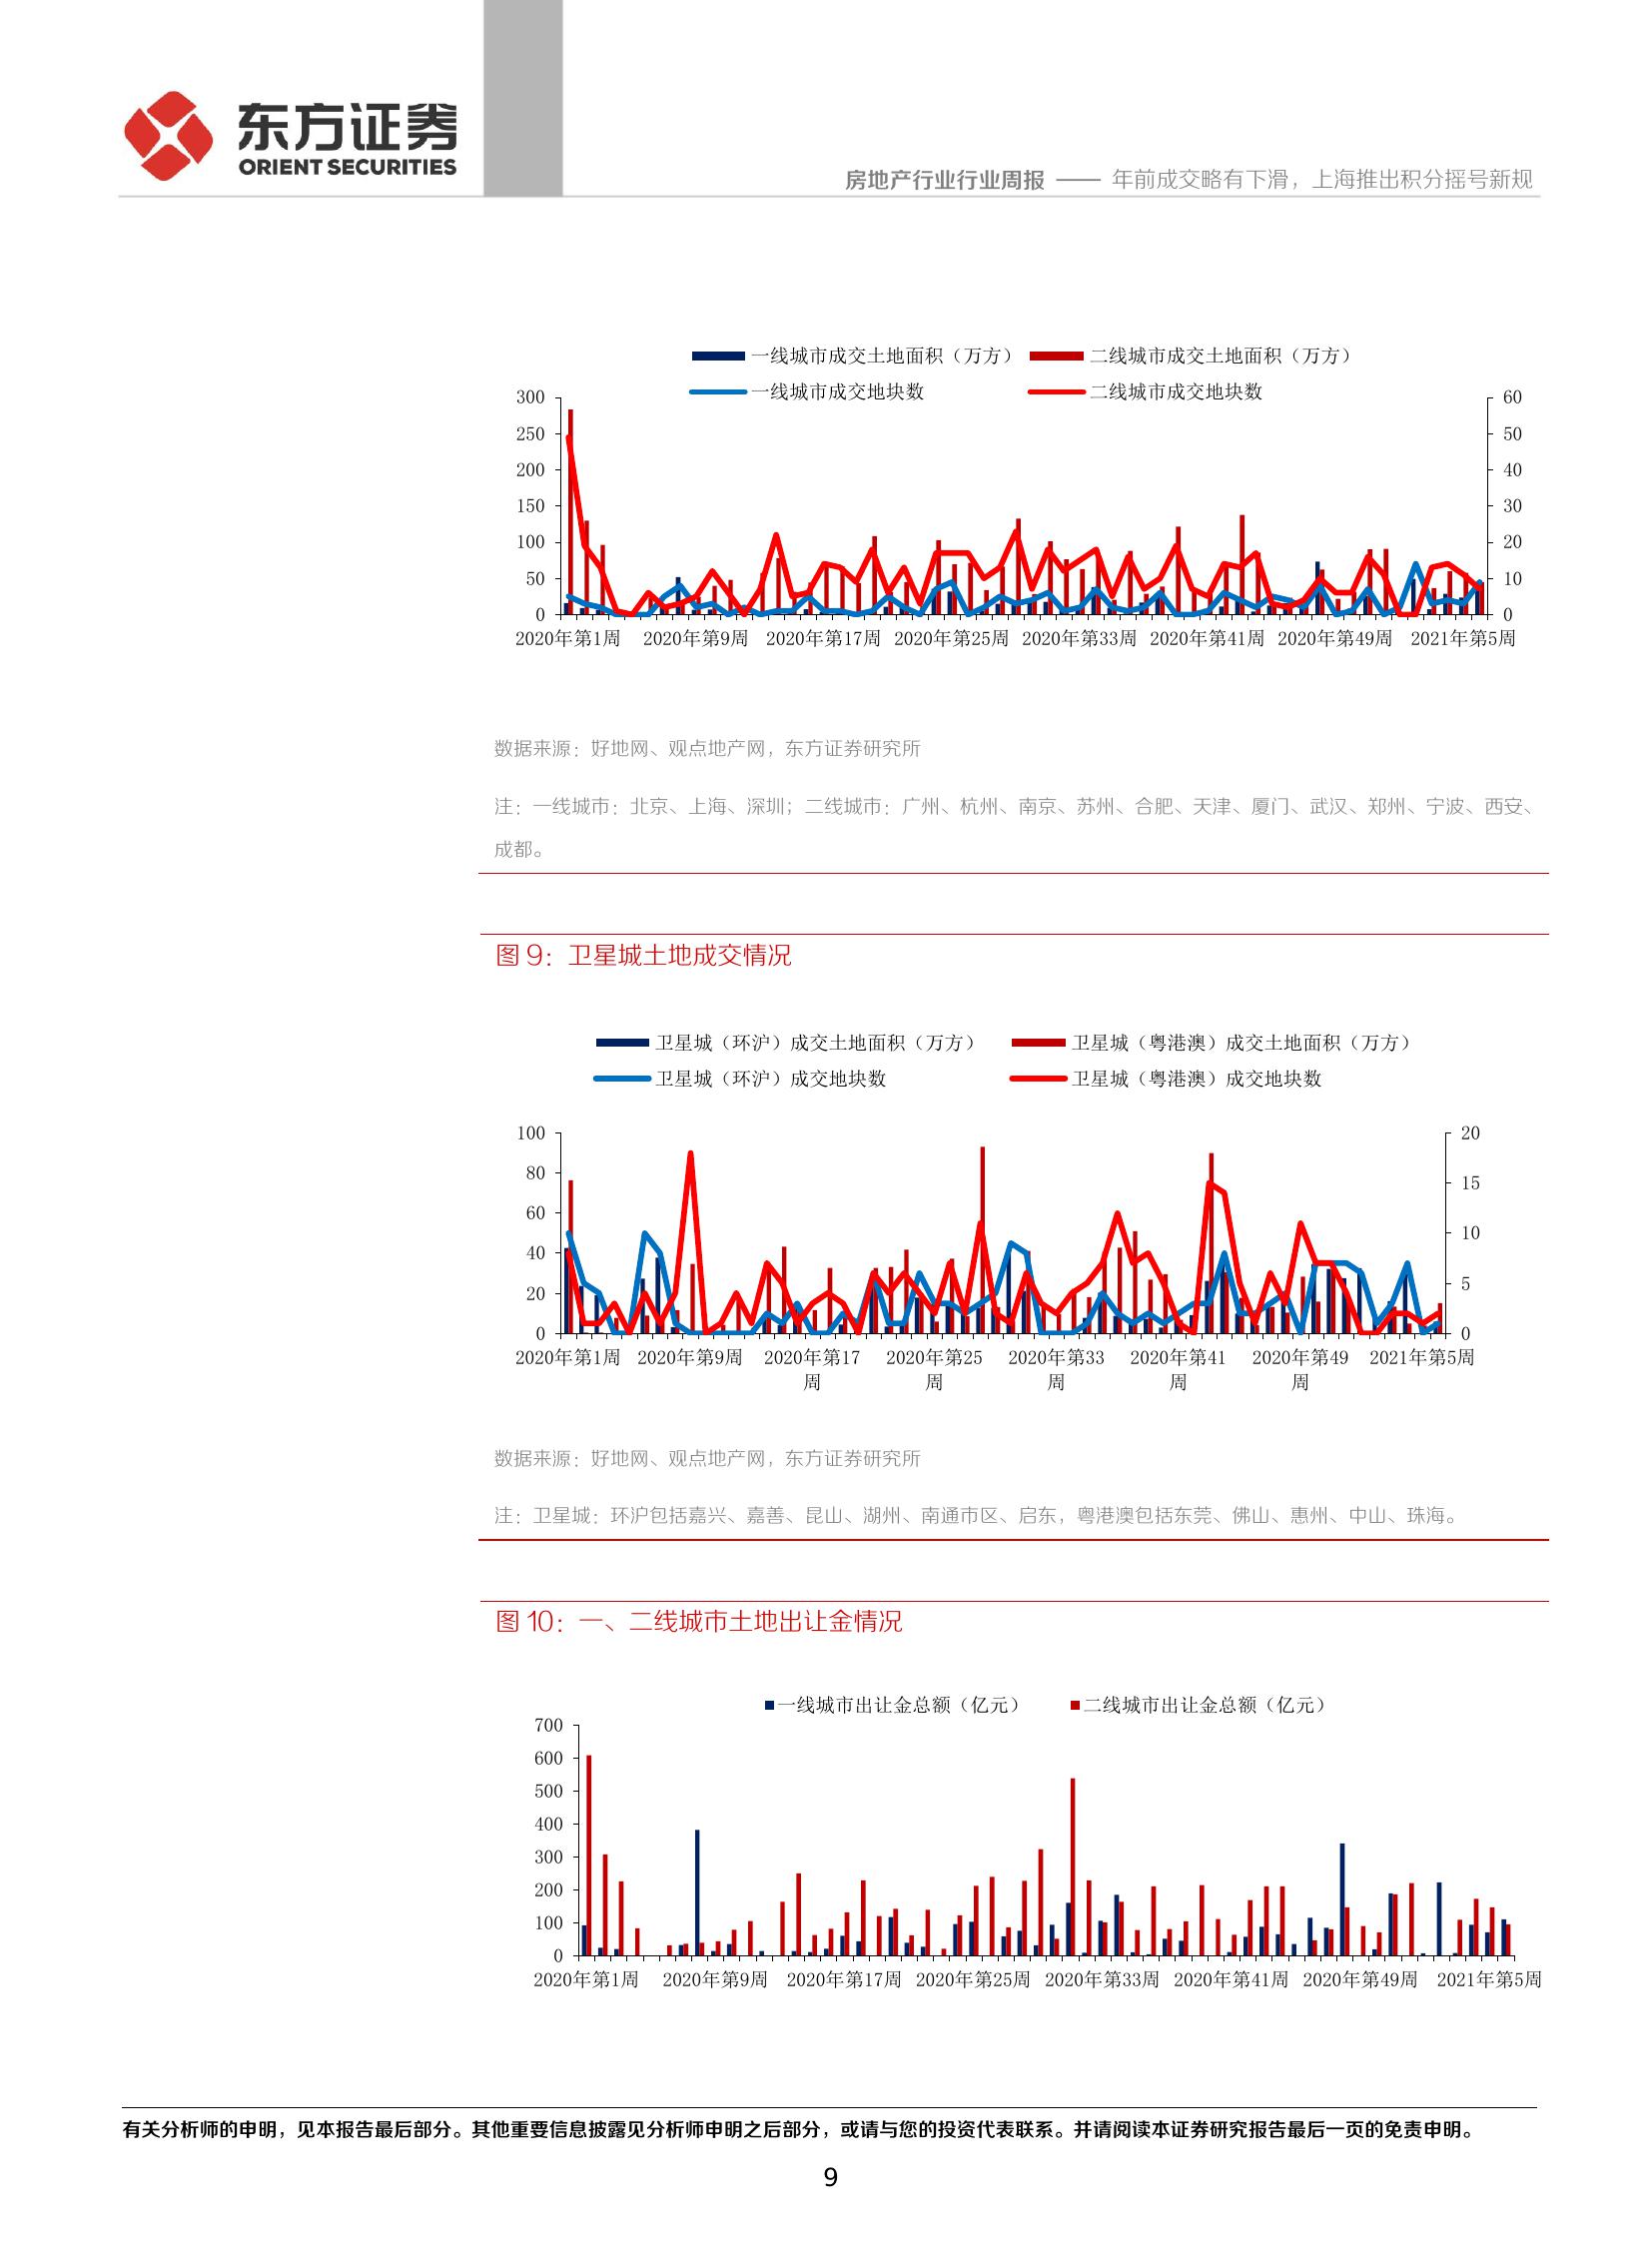 东方证券
ORIENT SECURITIES
房地产行业行业周报 —— 年前成交略有下滑，上海推出积分摇号新规
一线城市成交土地面积（万方） 二线城市成交土地面积（万方）
一线城市成交地块数 二线城市成交地块数
300 60
250 50
200 40
150 30
100 20
50 10
0 0
2020年第1周 2020年第9周 2020年第17周 2020年第25周 2020年第33周 2020年第41周 2020年第49周 2021年第5周
数据来源：好地网、观点地产网，东方证券研究所
注：一线城市：北京、上海、深圳；二线城市：广州、杭州、南京、苏州、合肥、天津、厦门、武汉、郑州、宁波、西安、
成都。
图 9：卫星城土地成交情况
卫星城（环沪）成交土地面积（万方） 卫星城（粤港澳）成交土地面积（万方）
卫星城（环沪）成交地块数 卫星城（粤港澳）成交地块数
100 20
80
15
60
10
40
5
20
0 0
2020年第1周 2020年第9周 2020年第17 2020年第25 2020年第33 2020年第41 2020年第49 2021年第5周
周 周 周 周 周
数据来源：好地网、观点地产网，东方证券研究所
注：卫星城：环沪包括嘉兴、嘉善、昆山、湖州、南通市区、启东，粤港澳包括东莞、佛山、惠州、中山、珠海。
图 10：一、二线城市土地出让金情况
一线城市出让金总额（亿元） 二线城市出让金总额（亿元）
700
600
500
400
300
200
100
0
2020年第1周 2020年第9周 2020年第17周 2020年第25周 2020年第33周 2020年第41周 2020年第49周 2021年第5周
有关分析师的申明，见本报告最后部分。其他重要信息披露见分析师申明之后部分，或请与您的投资代表联系。并请阅读本证券研究报告最后一页的免责申明。
9